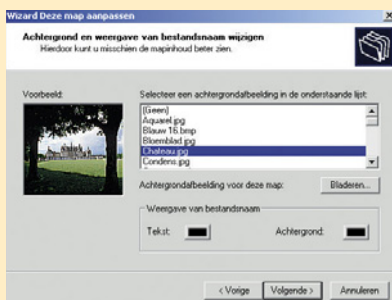 Wizard Deze map aanpassen
Achtergrond en weergave van bestandsnaam wijzigen
Hierdoor kunt u misschien de mapinhoud beter zien.
Voorbeeld:
Selecteer een achtergrondafbeelding in de onderstaande lijst:
(Geen)
Aquarel.jpg
Blauw 16.bmp
Bloemblad.jpg
Chateau.jpg
Condens.jpg
Achtergrondafbeelding voor deze map:
Bladeren...
Weergave van bestandsnaam
Tekst:
Achtergrond:
< Vorige
Volgende >
Annuleren